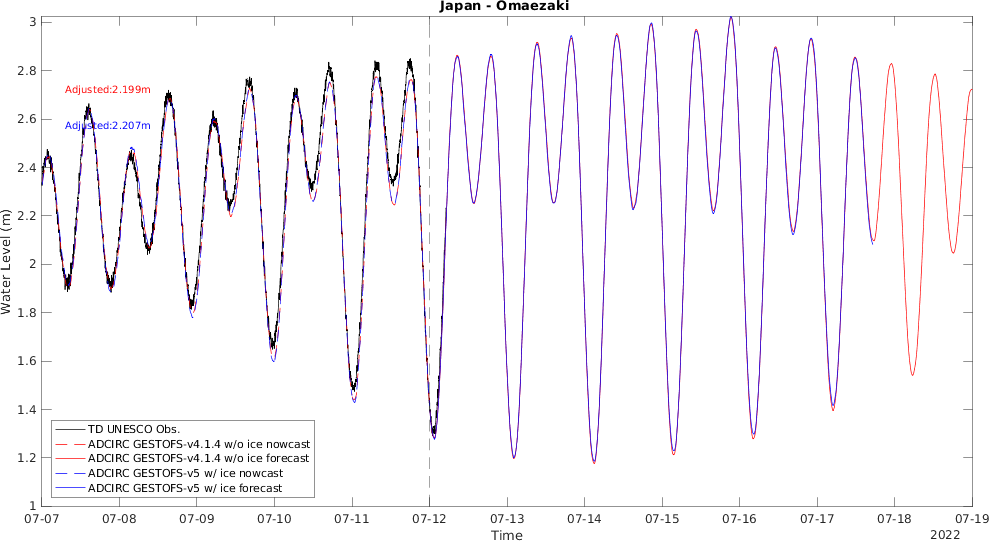 Japan - Omaezaki
3
2.8
2.6
2.4
2.2
2
1.8
1.6
1.4
1.2
1
Water Level (m)
Adjusted:2.199m
Adjusted:2.207m
TD UNESCO Obs.
ADCIRC GESTOFS-v4.1.4 w/o ice nowcast
ADCIRC GESTOFS-v4.1.4 w/o ice forecast
ADCIRC GESTOFS-v5 w/ ice nowcast
ADCIRC GESTOFS-v5 w/ ice forecast
07-07 07-08 07-09 07-10 07-11 07-12 07-13 07-14 07-15 07-16 07-17 07-18 07-19
Time
2022